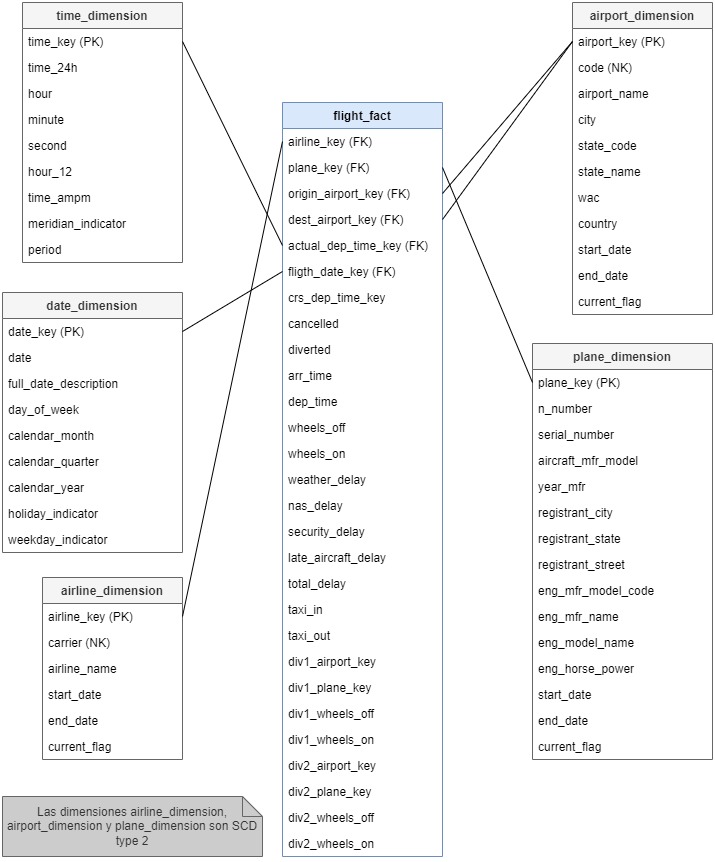 time_dimension
time_key (PK)
time_24h
hour
minute
second
hour_12
time_ampm
meridian_indicator
period
date_dimension
date_key (PK)
date
full_date_description
day_of_week
calendar_month
calendar_quarter
calendar_year
holiday_indicator
weekday_indicator
airline_dimension
airline_key (PK)
carrier (NK)
airline_name
start_date
end_date
current_flag
Las dimensiones airline_dimension,
airport_dimension y plane_dimension son SCD
type 2
flight_fact
airline_key (FK)
plane_key (FK)
origin_airport_key (FK)
dest_airport_key (FK)
actual_dep_time_key (FK)
fligth_date_key (FK)
crs_dep_time_key
cancelled
diverted
arr_time
dep_time
wheels_off
wheels_on
weather_delay
nas_delay
security_delay
late_aircraft_delay
total_delay
taxi_in
taxi_out
div1_airport_key
div1_plane_key
div1_wheels_off
div1_wheels_on
div2_airport_key
div2_plane_key
div2_wheels_off
div2_wheels_on
airport_dimension
airport_key (PK)
code (NK)
airport_name
city
state_code
state_name
wac
country
start_date
end_date
current_flag
plane_dimension
plane_key (PK)
n_number
serial_number
aircraft_mfr_model
year_mfr
registrant_city
registrant_state
registrant_street
eng_mfr_model_code
eng_mfr_name
eng_model_name
eng_horse_power
start_date
end_date
current_flag